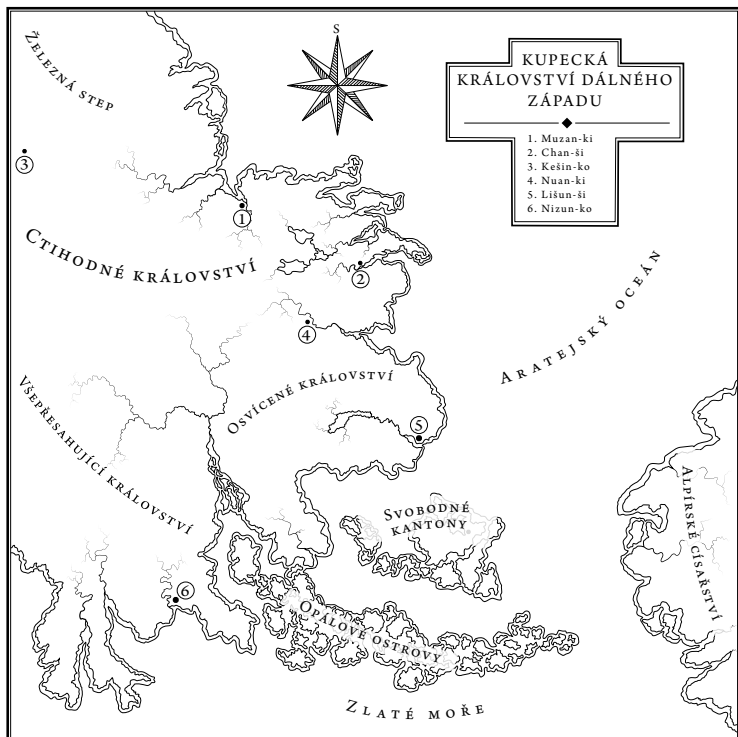 S
KUPECKÁ
KRÁLOVSTVÍ DÁLNÉHO
ZÁPADU
1. Muzan-ki
2. Chan-ši
3. Kešin-ko
4. Nuan-ki
5. Lišun-ši
6. Nizun-ko
Železná step
3
1
Ctihodné království
2
Aratejský oceán
4
Osvícené království
Všepřesahující království
5
Svobodné
kantony
Alpírské císařství
6
Opálové ostrovy
Zlaté moře